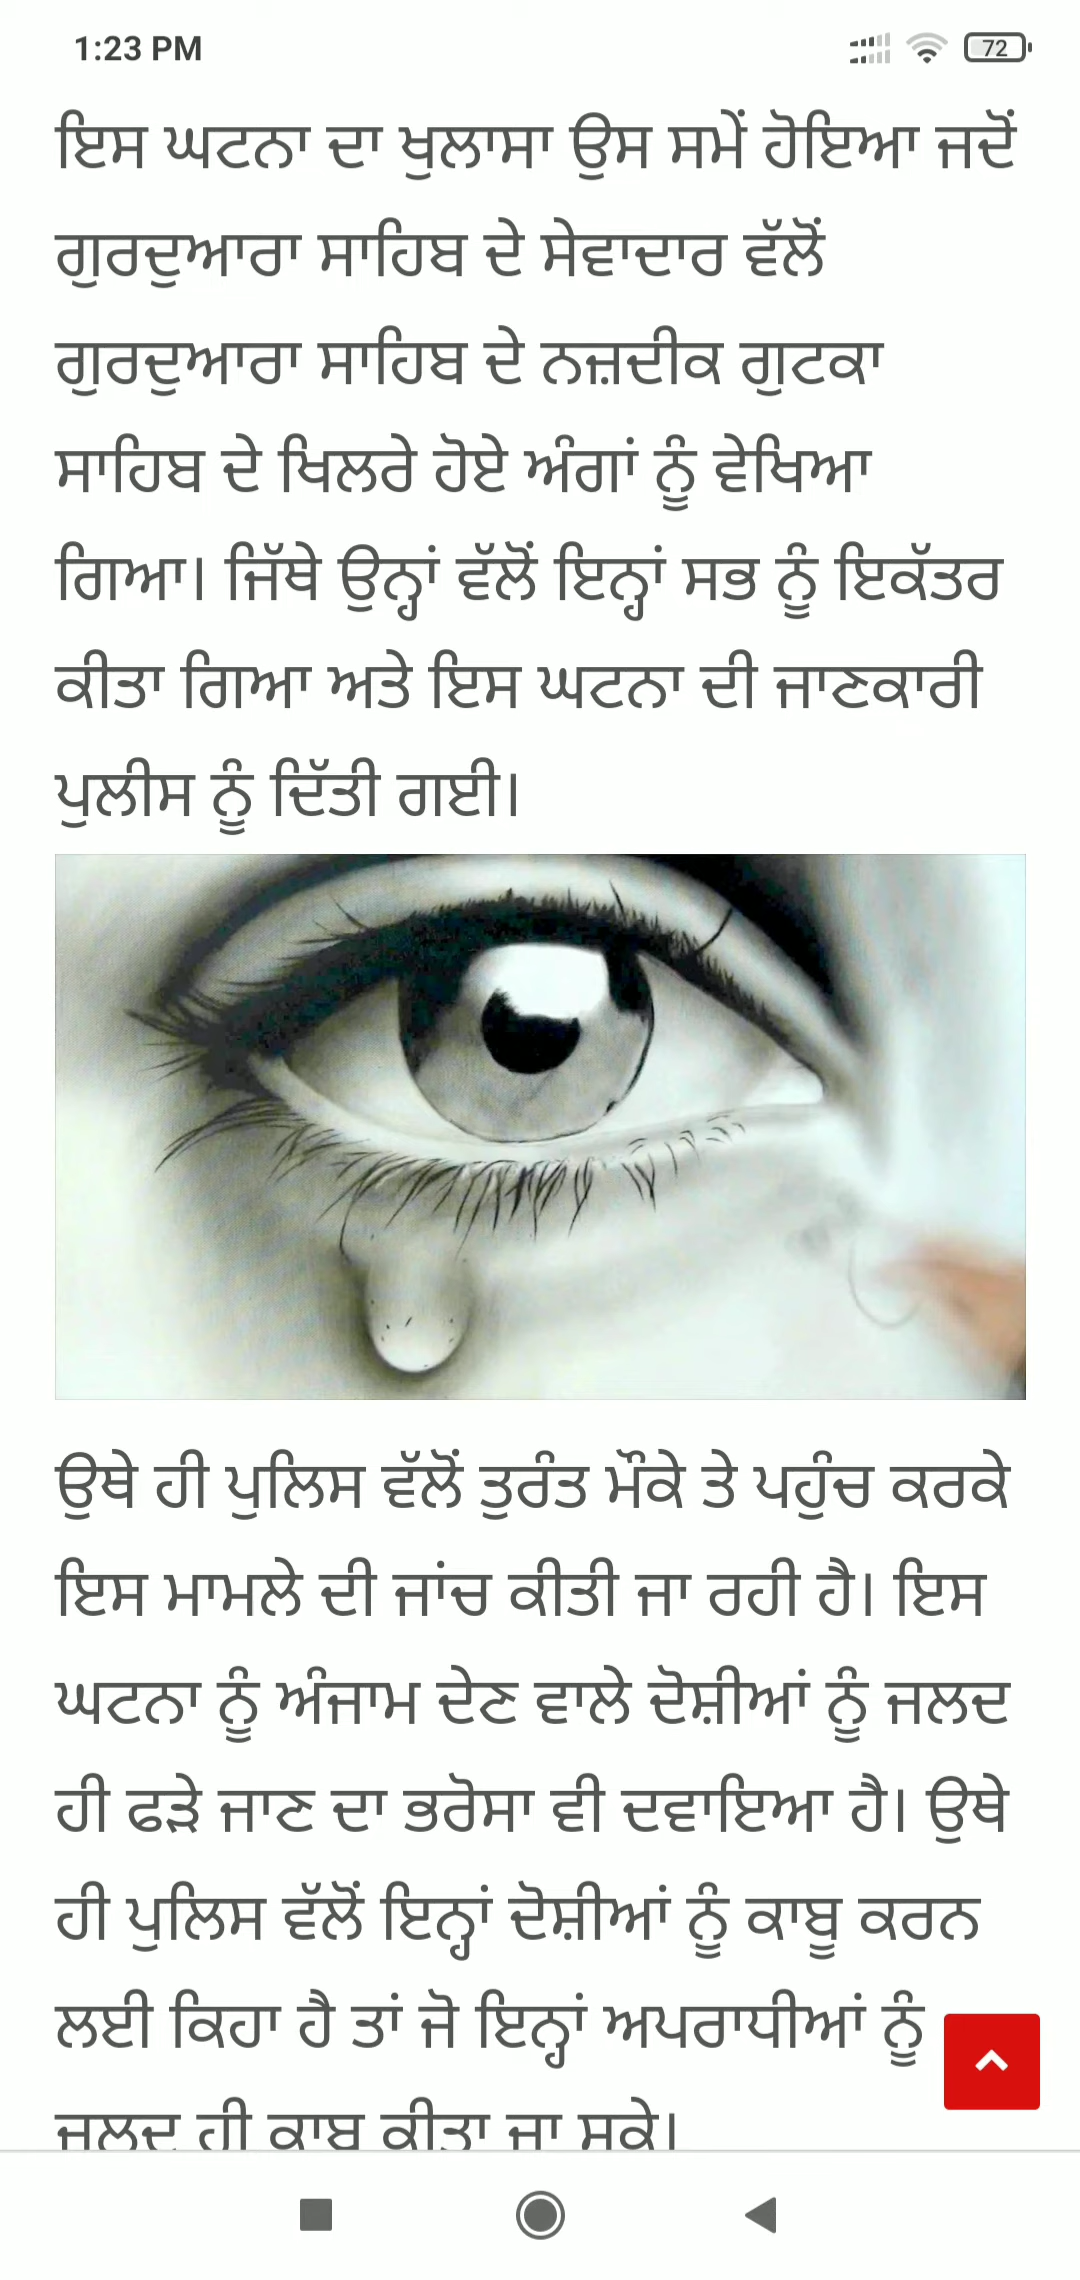 1:23 PM
72
ਇਸ ਘਟਨਾ ਦਾ ਖੁਲਾਸਾ ਉਸ ਸਮੇਂ ਹੋਇਆ ਜਦੋਂ
ਗੁਰਦੁਆਰਾ ਸਾਹਿਬ ਦੇ ਸੇਵਾਦਾਰ ਵੱਲੋਂ
ਗੁਰਦੁਆਰਾ ਸਾਹਿਬ ਦੇ ਨਜ਼ਦੀਕ ਗੁਟਕਾ
ਸਾਹਿਬ ਦੇ ਖਿਲਰੇ ਹੋਏ ਅੰਗਾਂ ਨੂੰ ਵੇਖਿਆ
ਗਿਆ। ਜਿੱਥੇ ਉਨ੍ਹਾਂ ਵੱਲੋਂ ਇਨ੍ਹਾਂ ਸਭ ਨੂੰ ਇਕੱਤਰ
ਕੀਤਾ ਗਿਆ ਅਤੇ ਇਸ ਘਟਨਾ ਦੀ ਜਾਣਕਾਰੀ
ਪੁਲੀਸ ਨੂੰ ਦਿੱਤੀ ਗਈ।
ਉਥੇ ਹੀ ਪੁਲਿਸ ਵੱਲੋਂ ਤੁਰੰਤ ਮੌਕੇ ਤੇ ਪਹੁੰਚ ਕਰਕੇ
ਇਸ ਮਾਮਲੇ ਦੀ ਜਾਂਚ ਕੀਤੀ ਜਾ ਰਹੀ ਹੈ। ਇਸ
ਘਟਨਾ ਨੂੰ ਅੰਜਾਮ ਦੇਣ ਵਾਲੇ ਦੋਸ਼ੀਆਂ ਨੂੰ ਜਲਦ
ਹੀ ਫੜੇ ਜਾਣ ਦਾ ਭਰੋਸਾ ਵੀ ਦਵਾਇਆ ਹੈ। ਉਥੇ
ਹੀ ਪੁਲਿਸ ਵੱਲੋਂ ਇਨ੍ਹਾਂ ਦੋਸ਼ੀਆਂ ਨੂੰ ਕਾਬੂ ਕਰਨ
ਲਈ ਕਿਹਾ ਹੈ ਤਾਂ ਜੋ ਇਨ੍ਹਾਂ ਅਪਰਾਧੀਆਂ ਨੂੰ
ਜਲਦ ਹੀ ਕਾਬੂ ਕੀਤਾ ਜਾ ਸਕੇ।